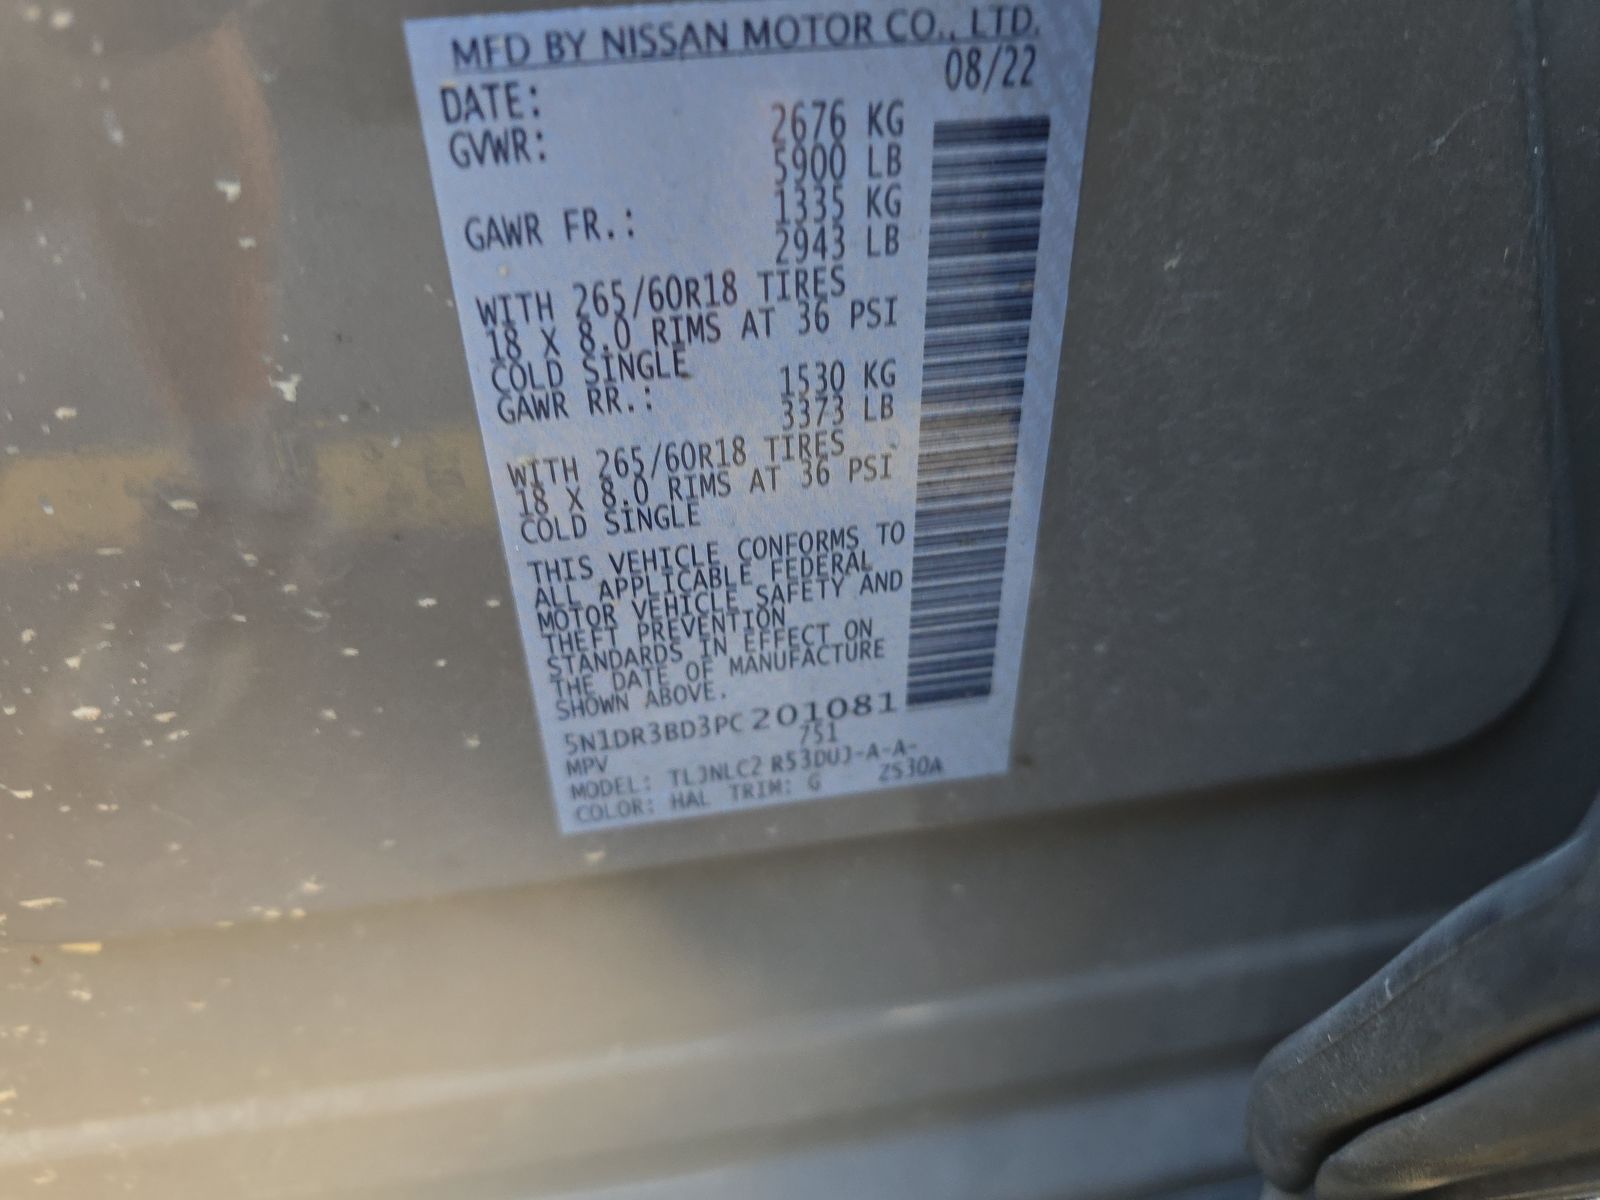 MFD BY NISSAN MOTOR CO., LTD.
DATE: 08/22
GVWR: 2676 KG
5900 LB
GAWR FR.: 1335 KG
2943 LB
WITH 265/60R18 TIRES
18 X 8.0 RIMS AT 36 PSI
COLD SINGLE
GAWR RR.: 1530 KG
3373 LB
WITH 265/60R18 TIRES
18 X 8.0 RIMS AT 36 PSI
COLD SINGLE
THIS VEHICLE CONFORMS TO
ALL APPLICABLE FEDERAL
MOTOR VEHICLE SAFETY AND
THEFT PREVENTION
STANDARDS IN EFFECT ON
THE DATE OF MANUFACTURE
SHOWN ABOVE.
5N1DR3BD3PC201081
MPV 751
MODEL: TLJNLC2 R53DUJ-A-A-
COLOR: HAL TRIM: G ZS30A